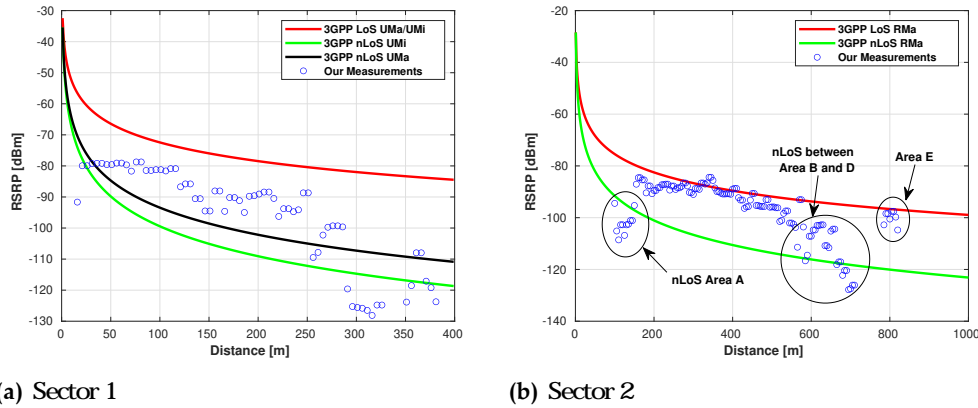 -30
-40
-50
-60
-70
-80
-90
-100
-110
-120
-130
RSRP [dBm]
0 50 100 150 200 250 300 350 400
Distance [m]
3GPP LoS UMa/UMi
3GPP nLoS UMi
3GPP nLoS UMa
Our Measurements
(a) Sector 1
-20
-40
-60
-80
-100
-120
-140
RSRP [dBm]
0 200 400 600 800 1000
Distance [m]
3GPP LoS RMa
3GPP nLoS RMa
Our Measurements
nLoS between
Area B and D
Area E
nLoS Area A
(b) Sector 2